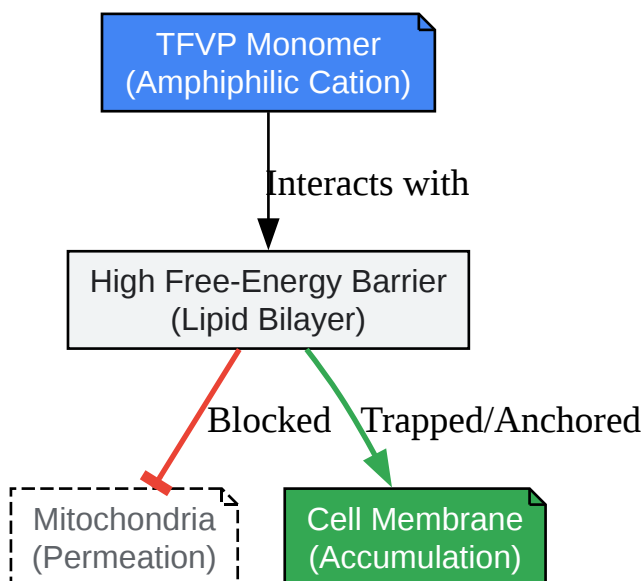 TFVP Monomer
(Amphiphilic Cation)
Interacts with
High Free-Energy Barrier
(Lipid Bilayer)
Blocked
Trapped/Anchored
Mitochondria
(Permeation)
Cell Membrane
(Accumulation)